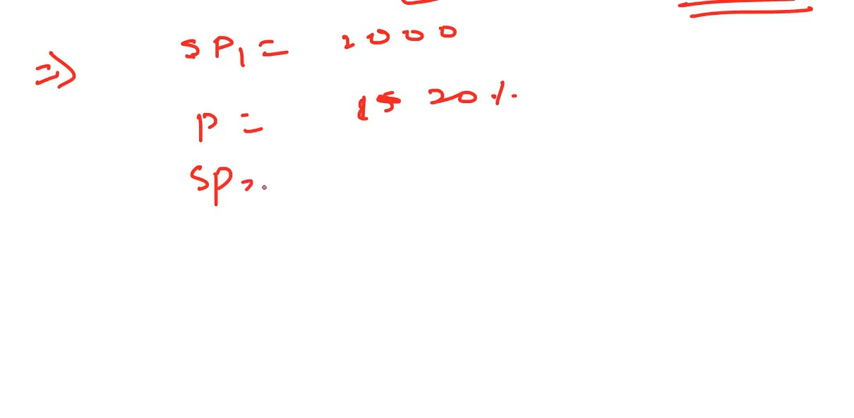 ⇒ SP₁ = 2000
P = 15 20%
SP₂